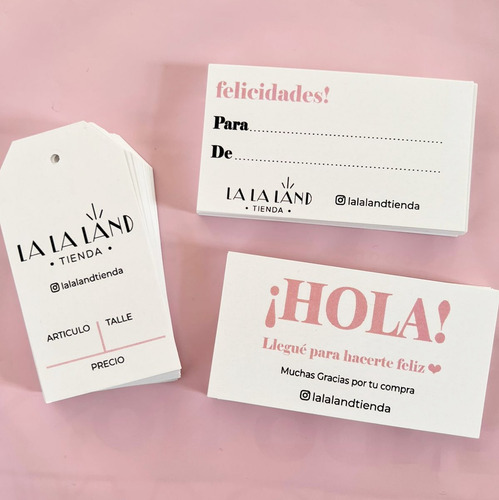 LA LA LAND
• TIENDA •
lalalandtienda
ARTICULO TALLE
PRECIO
felicidades!
Para
De
LA LA LAND
• TIENDA •
lalalandtienda
¡HOLA!
Llegué para hacerte feliz ❤
Muchas Gracias por tu compra
lalalandtienda